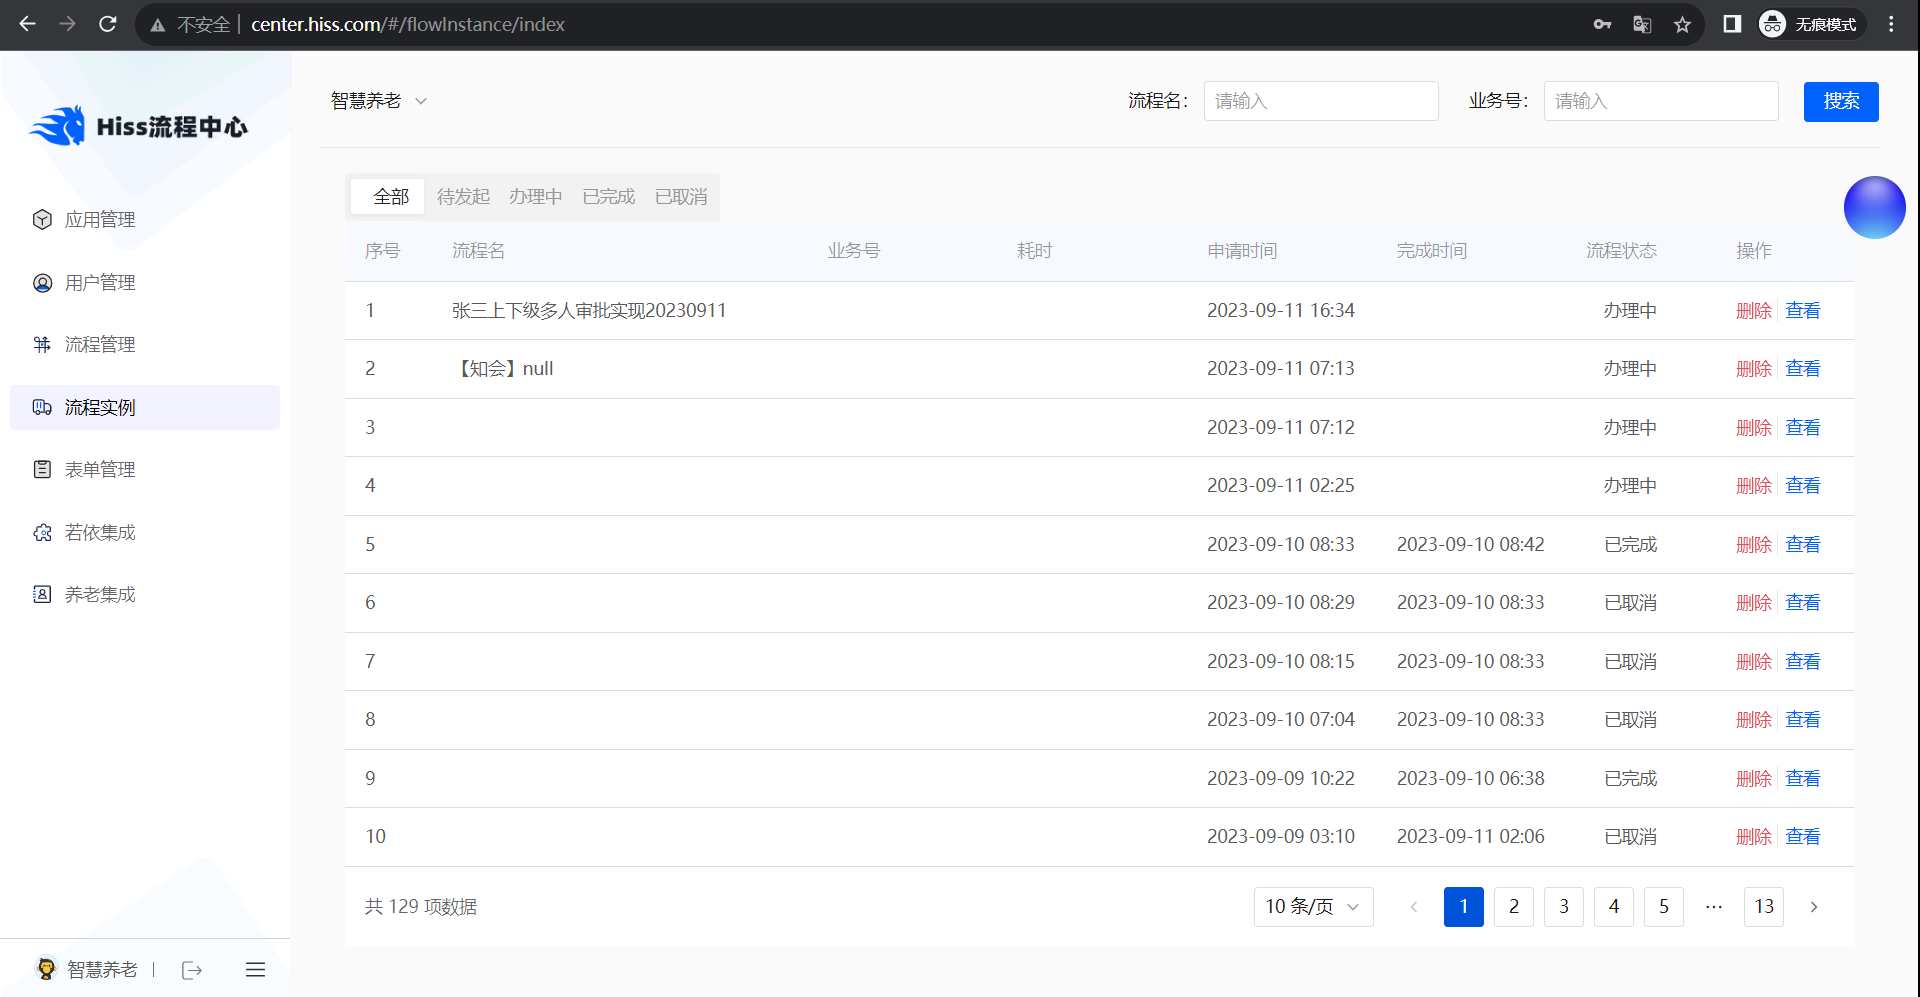 不安全 center.hiss.com/#/flowInstance/index 无痕模式
Hiss流程中心
应用管理
用户管理
流程管理
流程实例
表单管理
若依集成
养老集成
智慧养老
智慧养老 流程名： 请输入 业务号： 请输入 搜索
全部 待发起 办理中 已完成 已取消
序号 流程名 业务号 耗时 申请时间 完成时间 流程状态 操作
1 张三上下级多人审批实现20230911 2023-09-11 16:34 办理中 删除 查看
2 【知会】null 2023-09-11 07:13 办理中 删除 查看
3 2023-09-11 07:12 办理中 删除 查看
4 2023-09-11 02:25 办理中 删除 查看
5 2023-09-10 08:33 2023-09-10 08:42 已完成 删除 查看
6 2023-09-10 08:29 2023-09-10 08:33 已取消 删除 查看
7 2023-09-10 08:15 2023-09-10 08:33 已取消 删除 查看
8 2023-09-10 07:04 2023-09-10 08:33 已取消 删除 查看
9 2023-09-09 10:22 2023-09-10 06:38 已完成 删除 查看
10 2023-09-09 03:10 2023-09-11 02:06 已取消 删除 查看
共 129 项数据 10 条/页 1 2 3 4 5 ··· 13